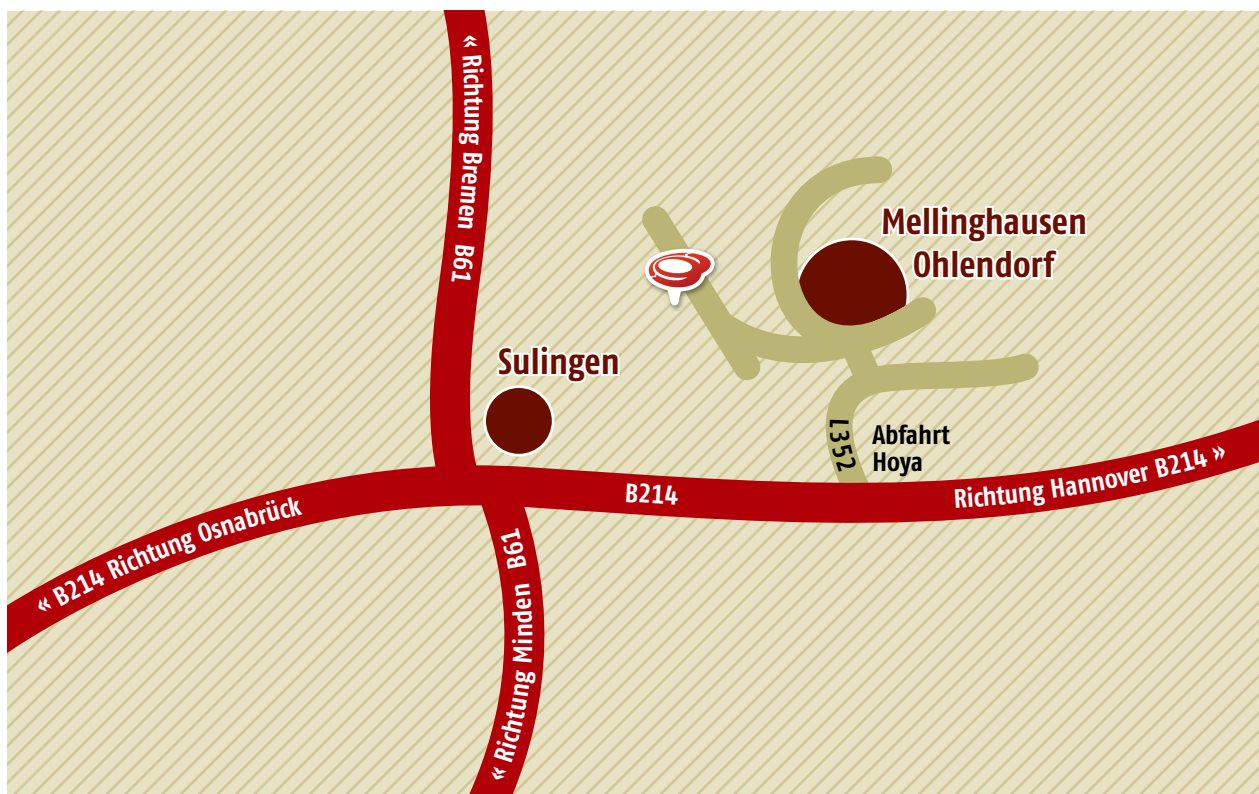 « Richtung Bremen B61
Mellinghausen
Ohlendorf
Sulingen
L352
Abfahrt
Hoya
B214
Richtung Hannover B214 »
« B214 Richtung Osnabrück
« Richtung Minden B61